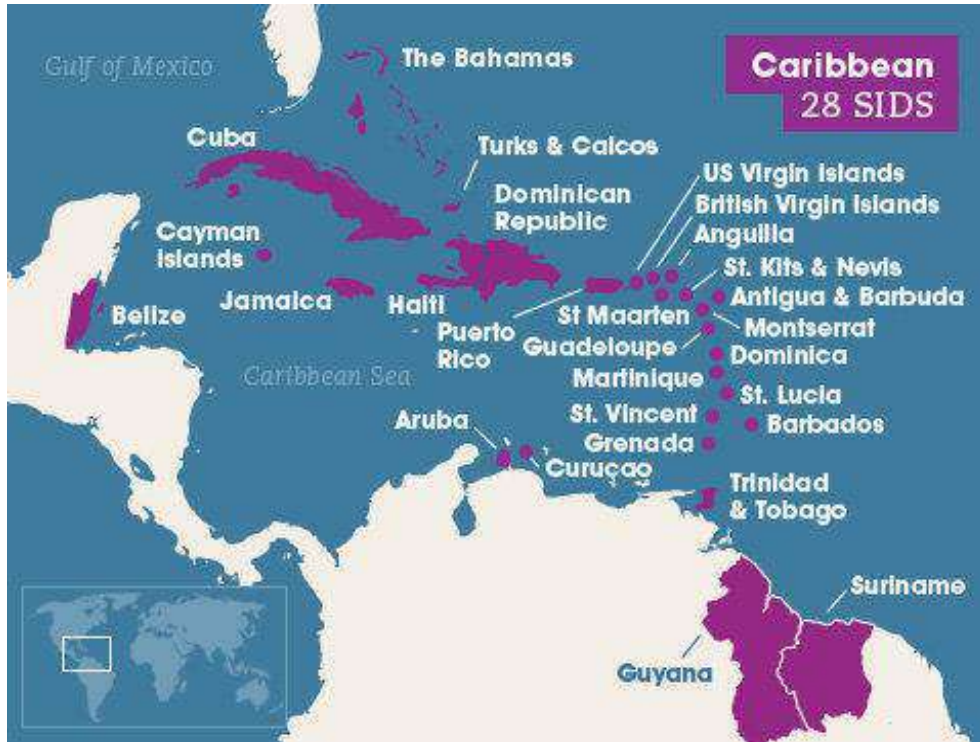 Gulf of Mexico
The Bahamas
Caribbean
28 SIDS
Cuba
Turks & Caicos
US Virgin Islands
Dominican
Republic
British Virgin Islands
Anguilla
Cayman
Islands
St. Kits & Nevis
Jamaica
Haiti
Antigua & Barbuda
Belize
St Maarten
Montserrat
Puerto
Rico
Guadeloupe
Dominica
Caribbean Sea
Martinique
St. Lucia
Aruba
St. Vincent
Barbados
Grenada
Curuçao
Trinidad
& Tobago
Suriname
Guyana